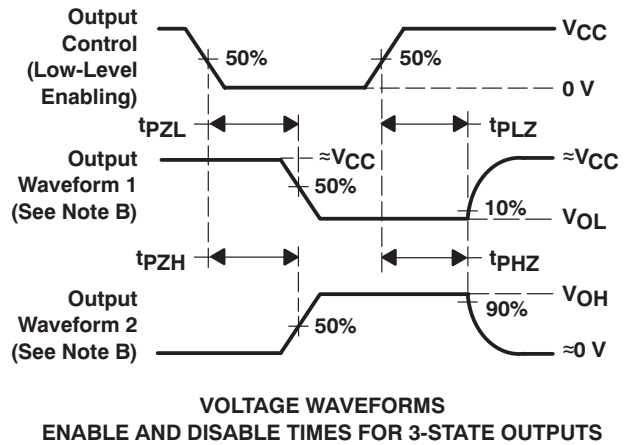 Output
Control
(Low-Level
Enabling)
50%
50%
VCC
0 V
tPZL
tPLZ
Output
Waveform 1
(See Note B)
≈VCC
50%
10%
≈VCC
VOL
tPZH
tPHZ
Output
Waveform 2
(See Note B)
50%
90%
VOH
≈0 V
VOLTAGE WAVEFORMS
ENABLE AND DISABLE TIMES FOR 3-STATE OUTPUTS